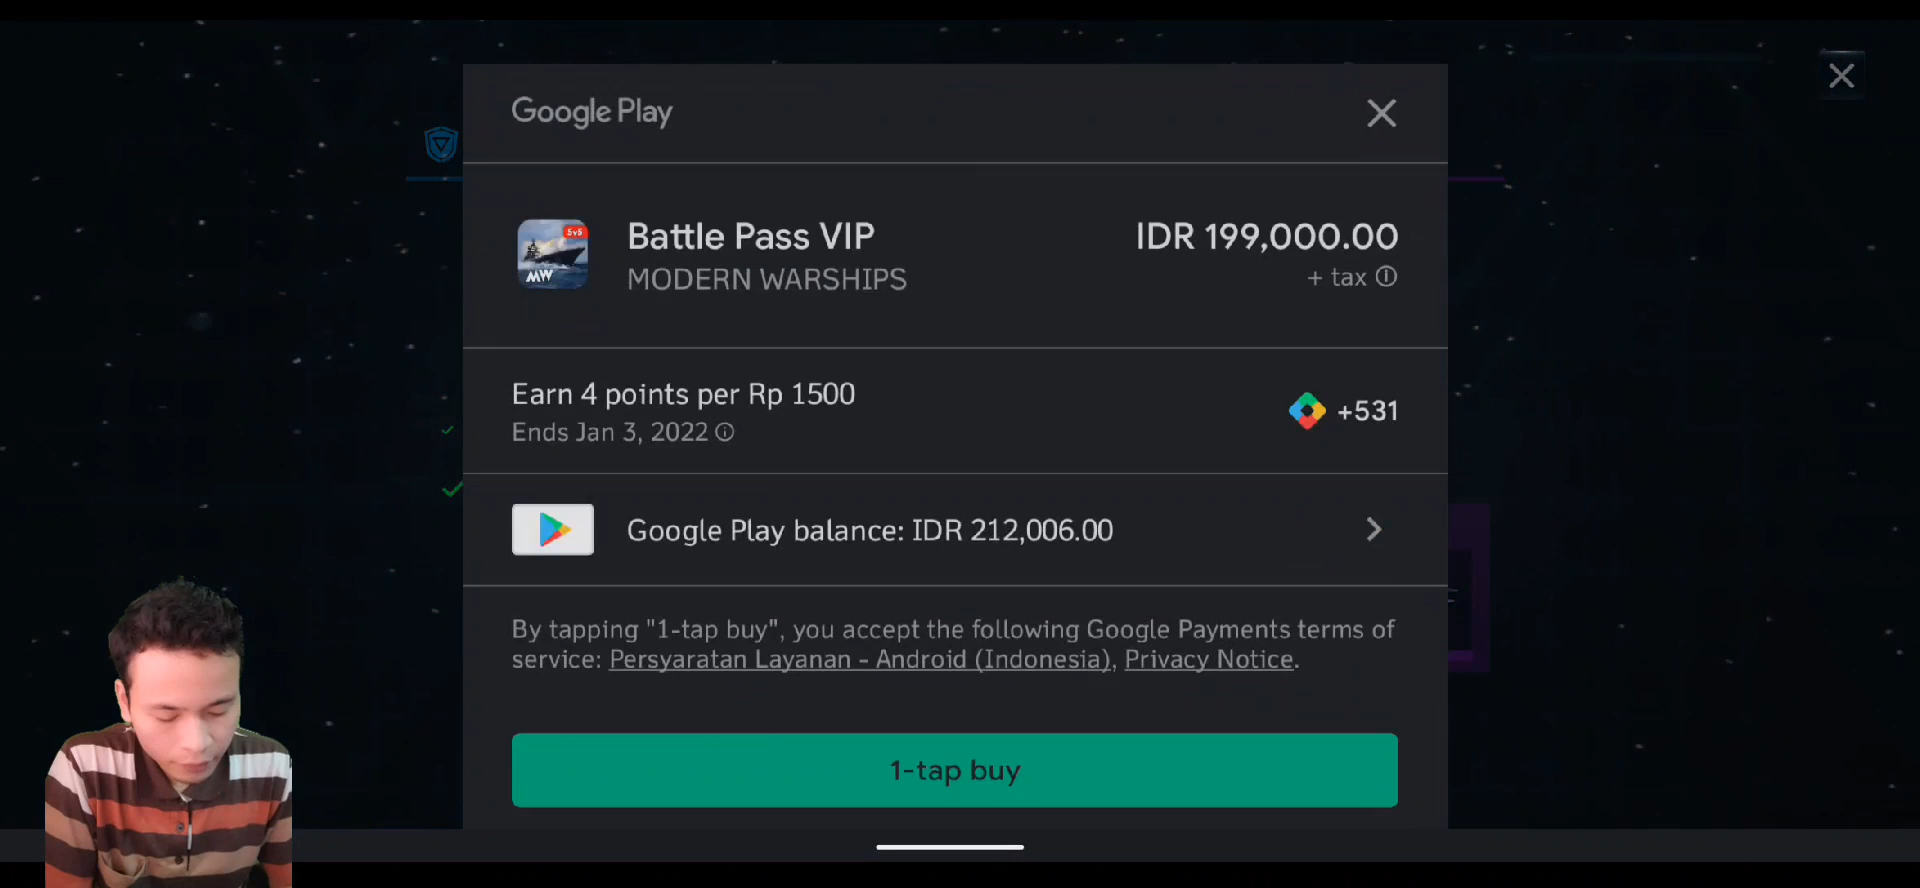 Google Play
Battle Pass VIP
IDR 199,000.00
MODERN WARSHIPS
+ tax
5v5
MW
Earn 4 points per Rp 1500
+531
Ends Jan 3, 2022
Google Play balance: IDR 212,006.00
By tapping "1-tap buy", you accept the following Google Payments terms of
service: Persyaratan Layanan - Android (Indonesia), Privacy Notice.
1-tap buy